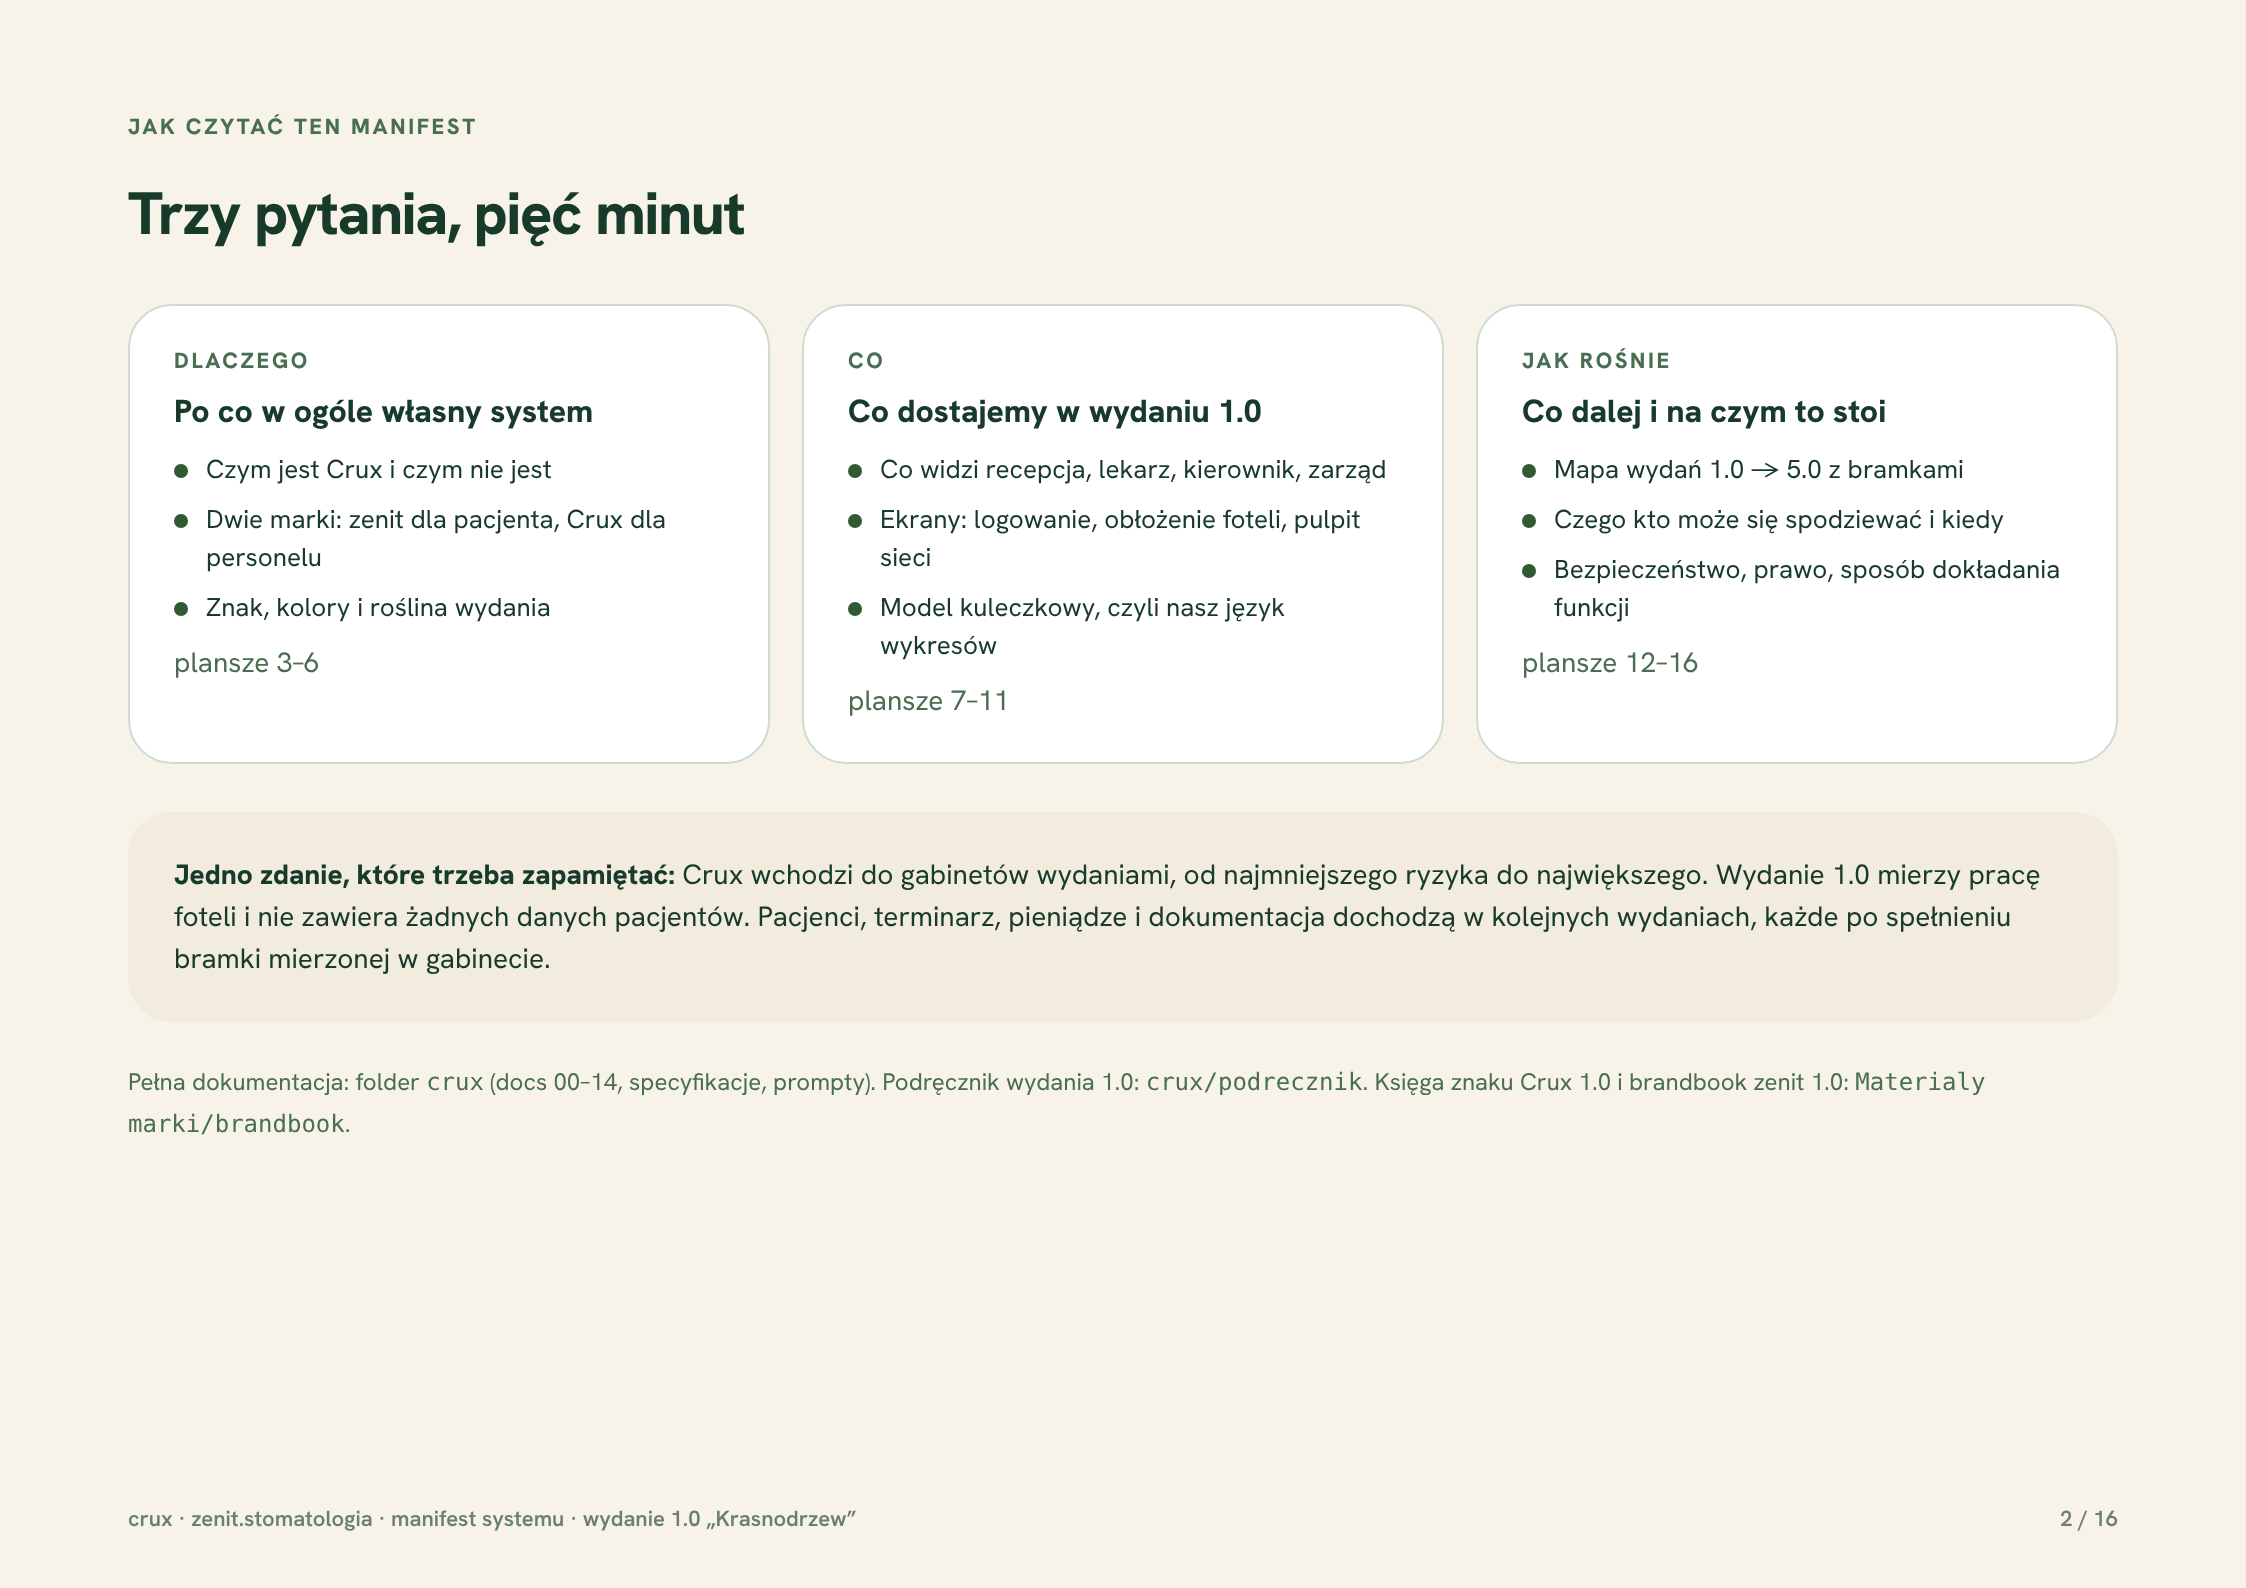 JAK CZYTAĆ TEN MANIFEST
Trzy pytania, pięć minut
DLACZEGO
Po co w ogóle własny system
Czym jest Crux i czym nie jest
Dwie marki: zenit dla pacjenta, Crux dla
personelu
Znak, kolory i roślina wydania
plansze 3–6
CO
Co dostajemy w wydaniu 1.0
Co widzi recepcja, lekarz, kierownik, zarząd
Ekrany: logowanie, obłożenie foteli, pulpit
sieci
Model kuleczkowy, czyli nasz język
wykresów
plansze 7–11
JAK ROŚNIE
Co dalej i na czym to stoi
Mapa wydań 1.0 → 5.0 z bramkami
Czego kto może się spodziewać i kiedy
Bezpieczeństwo, prawo, sposób dokładania
funkcji
plansze 12–16
Jedno zdanie, które trzeba zapamiętać: Crux wchodzi do gabinetów wydaniami, od najmniejszego ryzyka do największego. Wydanie 1.0 mierzy pracę
foteli i nie zawiera żadnych danych pacjentów. Pacjenci, terminarz, pieniądze i dokumentacja dochodzą w kolejnych wydaniach, każde po spełnieniu
bramki mierzonej w gabinecie.
Pełna dokumentacja: folder crux (docs 00–14, specyfikacje, prompty). Podręcznik wydania 1.0: crux/podrecznik. Księga znaku Crux 1.0 i brandbook zenit 1.0: Materialy
marki/brandbook.
crux · zenit.stomatologia · manifest systemu · wydanie 1.0 „Krasnodrzew”
2 / 16